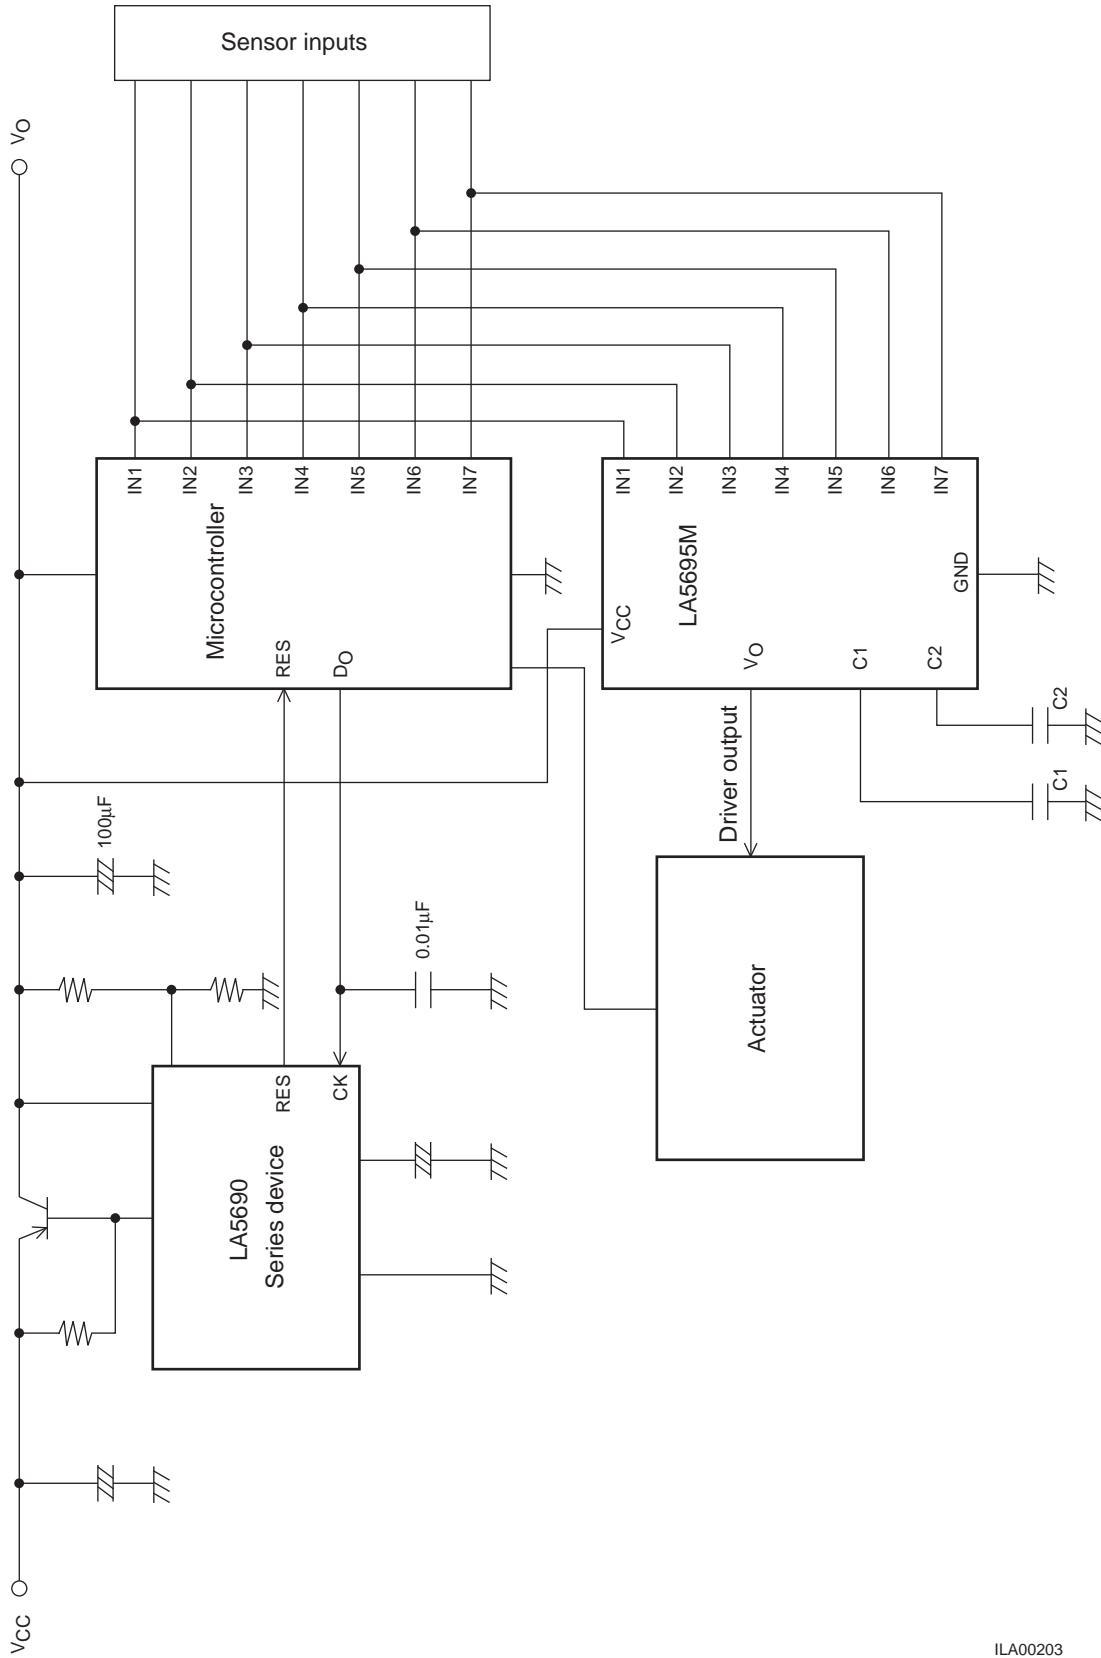 Sensor inputs
VO
IN1
IN2
IN3
IN4
IN5
IN6
IN7
Microcontroller
RES
DO
IN1
IN2
IN3
IN4
IN5
IN6
IN7
LA5695M
VCC
GND
VO
C1
C2
C2
C1
Driver output
100μF
0.01μF
Actuator
RES
CK
LA5690
Series device
VCC
ILA00203